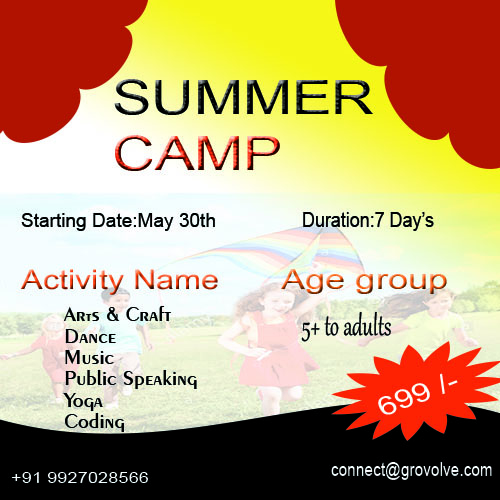 SUMMER
CAMP
Starting Date:May 30th
Duration:7 Day's
Activity Name
Age group
Arts & Craft
Dance
Music
Public Speaking
Yoga
Coding
5+ to adults
699 /-
+91 9927028566
connect@grovolve.com